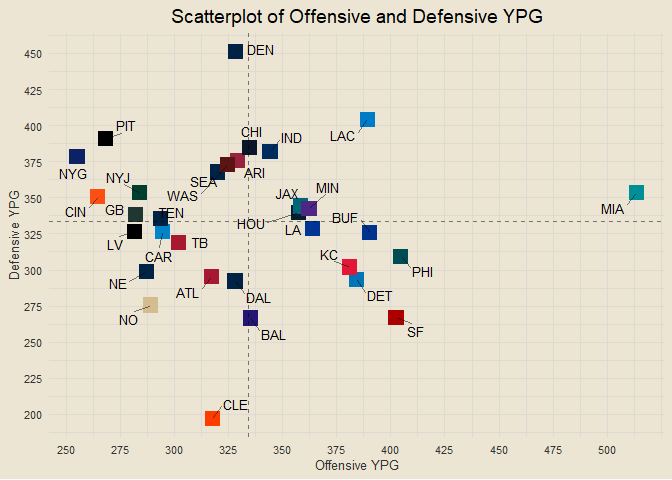 Scatterplot of Offensive and Defensive YPG
450
DEN
425
LAC
400
PIT
CHI
IND
375
NYG
NYJ
SEA
ARI
WAS
JAX
MIN
350
CIN
GB
TEN
HOU
BUF
MIA
325
LV
CAR
TB
LA
KC
PHI
300
NE
ATL
DAL
DET
275
NO
BAL
SF
250
225
CLE
200
250 275 300 325 350 375 400 425 450 475 500
Offensive YPG
Defensive YPG